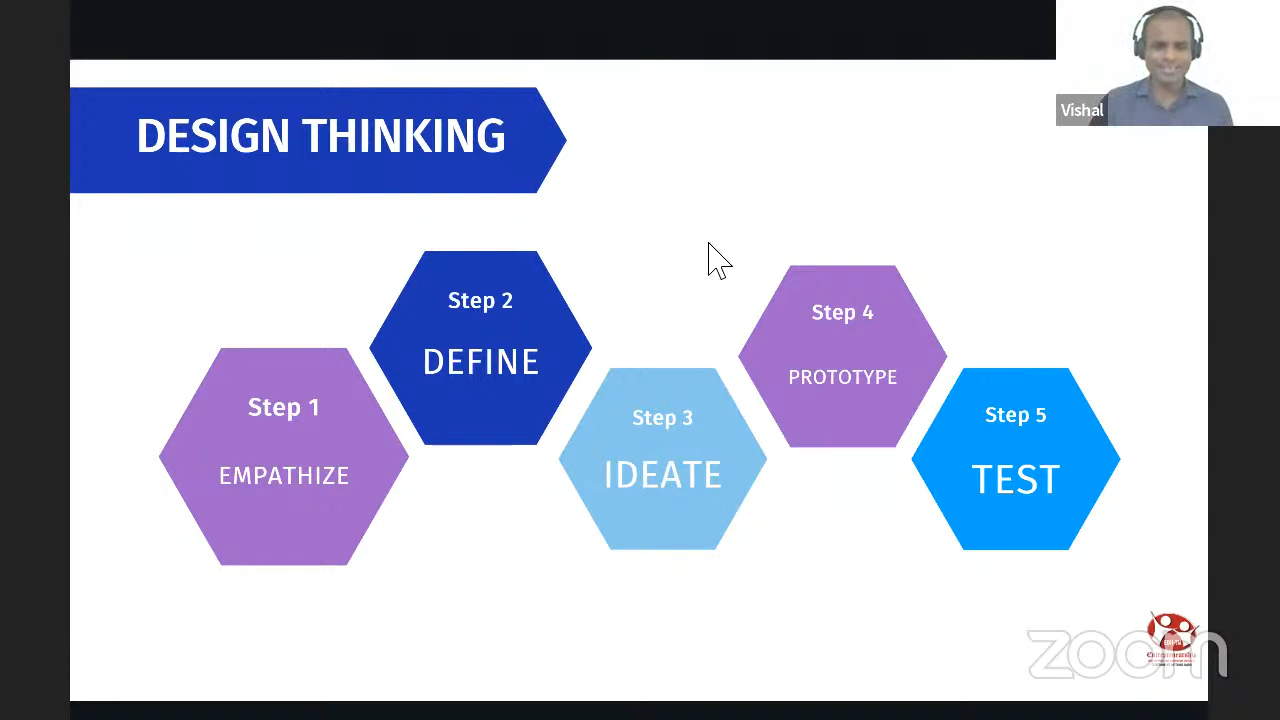 Vishal
DESIGN THINKING
Step 1
EMPATHIZE
Step 2
DEFINE
Step 3
IDEATE
Step 4
PROTOTYPE
Step 5
TEST
zoom